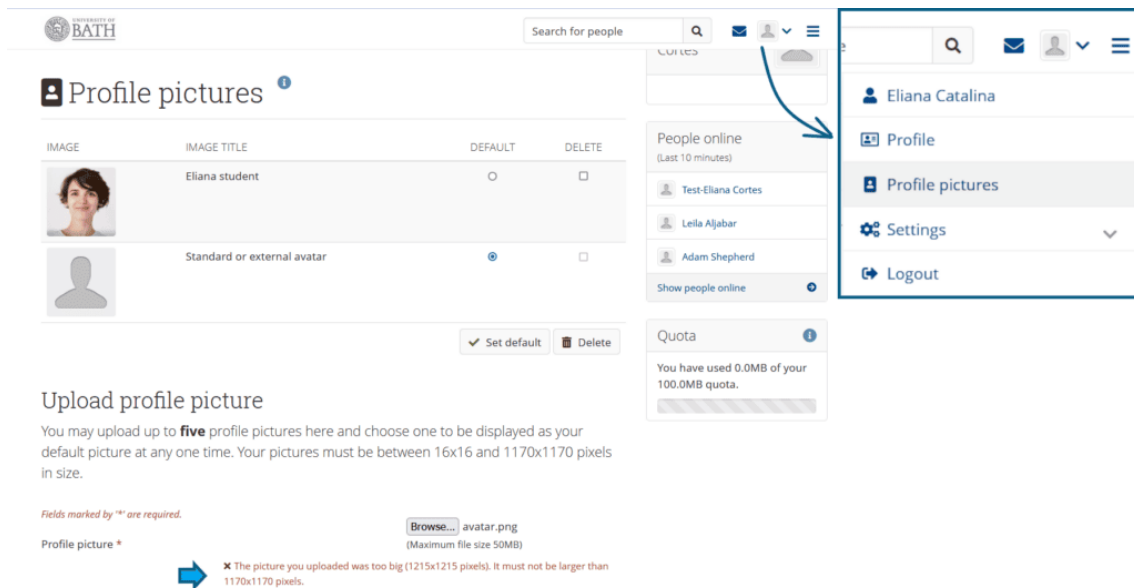 UNIVERSITY OF
BATH
Search for people
Cortes
Profile pictures
IMAGE IMAGE TITLE DEFAULT DELETE
Eliana student
Standard or external avatar
Set default Delete
Upload profile picture
You may upload up to five profile pictures here and choose one to be displayed as your
default picture at any one time. Your pictures must be between 16x16 and 1170x1170 pixels
in size.
Fields marked by '*' are required.
Profile picture *
Browse... avatar.png
(Maximum file size 50MB)
The picture you uploaded was too big (1215x1215 pixels). It must not be larger than
1170x1170 pixels.
People online
(Last 10 minutes)
Test-Eliana Cortes
Leila Aljabar
Adam Shepherd
Show people online
Quota
You have used 0.0MB of your
100.0MB quota.
e
Eliana Catalina
Profile
Profile pictures
Settings
Logout